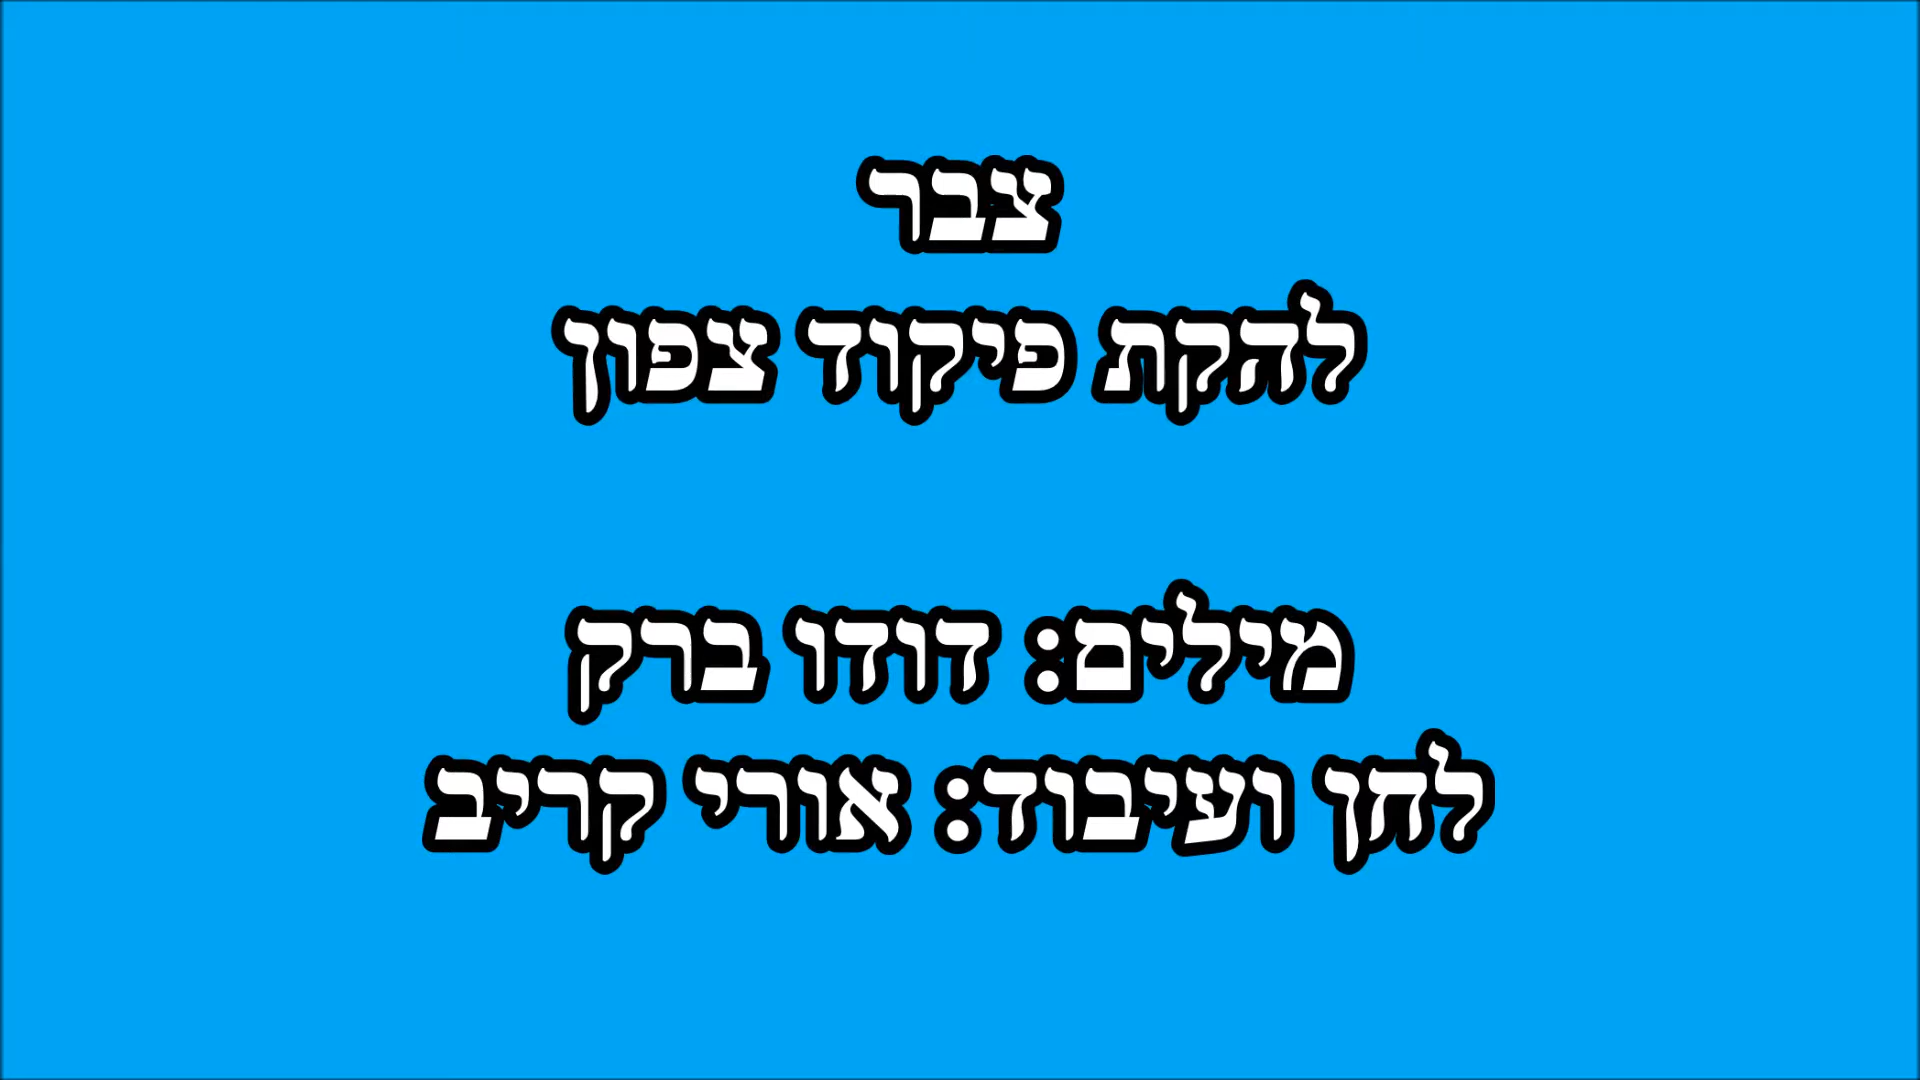 צבר
להקת פיקוד צפון
מילים: דודו ברק
לחן ועיבוד: אורי קריב